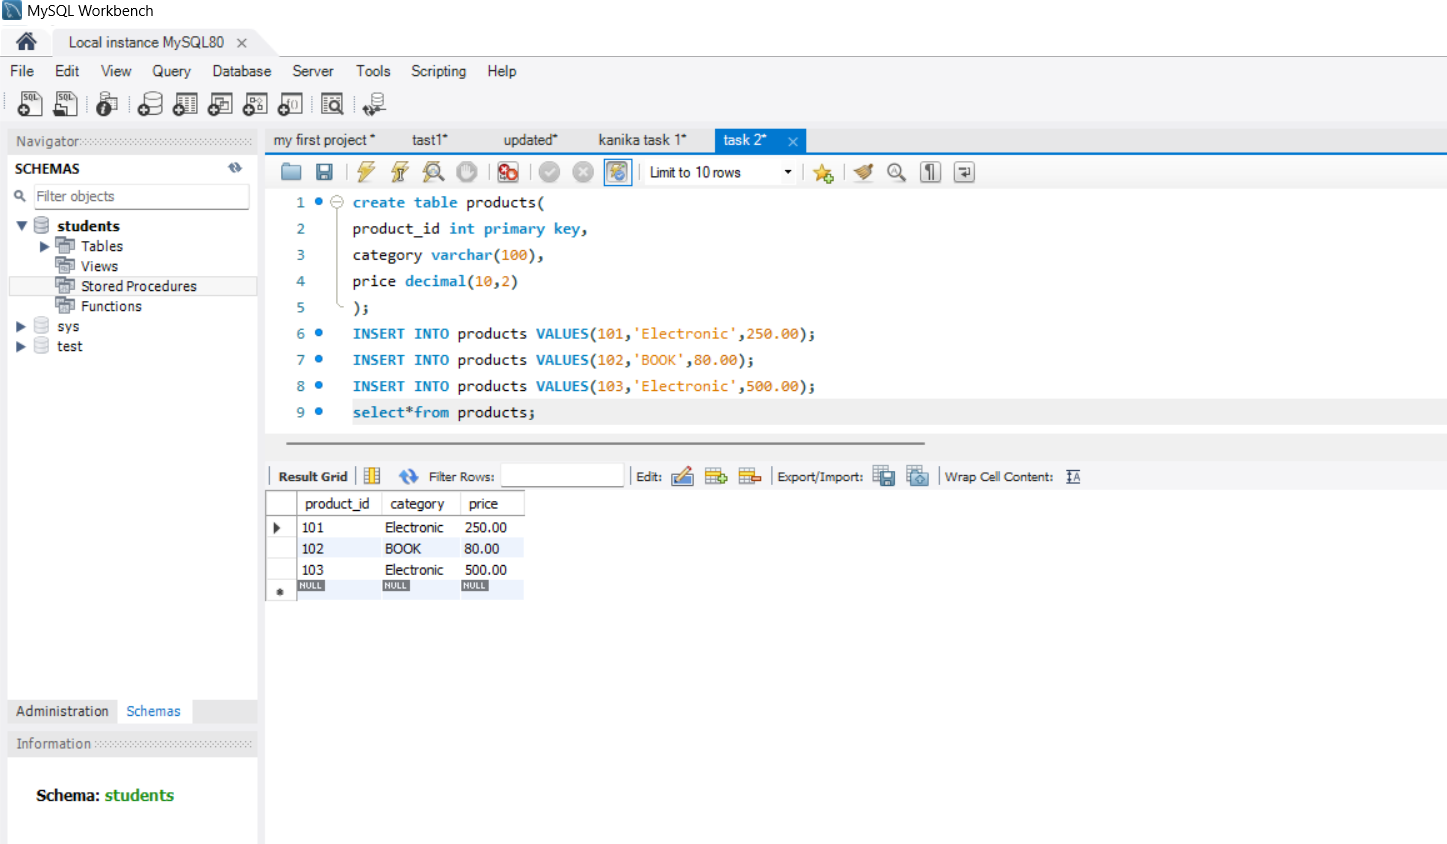 MySQL Workbench
Local instance MySQL80
File Edit View Query Database Server Tools Scripting Help
Navigator
SCHEMAS
Filter objects
students
Tables
Views
Stored Procedures
Functions
sys
test
Administration Schemas
Information
Schema: students
my first project* tast1* updated* kanika task 1* task 2*
Limit to 10 rows
1 create table products(
2 product_id int primary key,
3 category varchar(100),
4 price decimal(10,2)
5 );
6 INSERT INTO products VALUES(101,'Electronic',250.00);
7 INSERT INTO products VALUES(102,'BOOK',80.00);
8 INSERT INTO products VALUES(103,'Electronic',500.00);
9 select*from products;
Result Grid Filter Rows: Edit: Export/Import: Wrap Cell Content:
product_id category price
101 Electronic 250.00
102 BOOK 80.00
103 Electronic 500.00
NULL NULL NULL